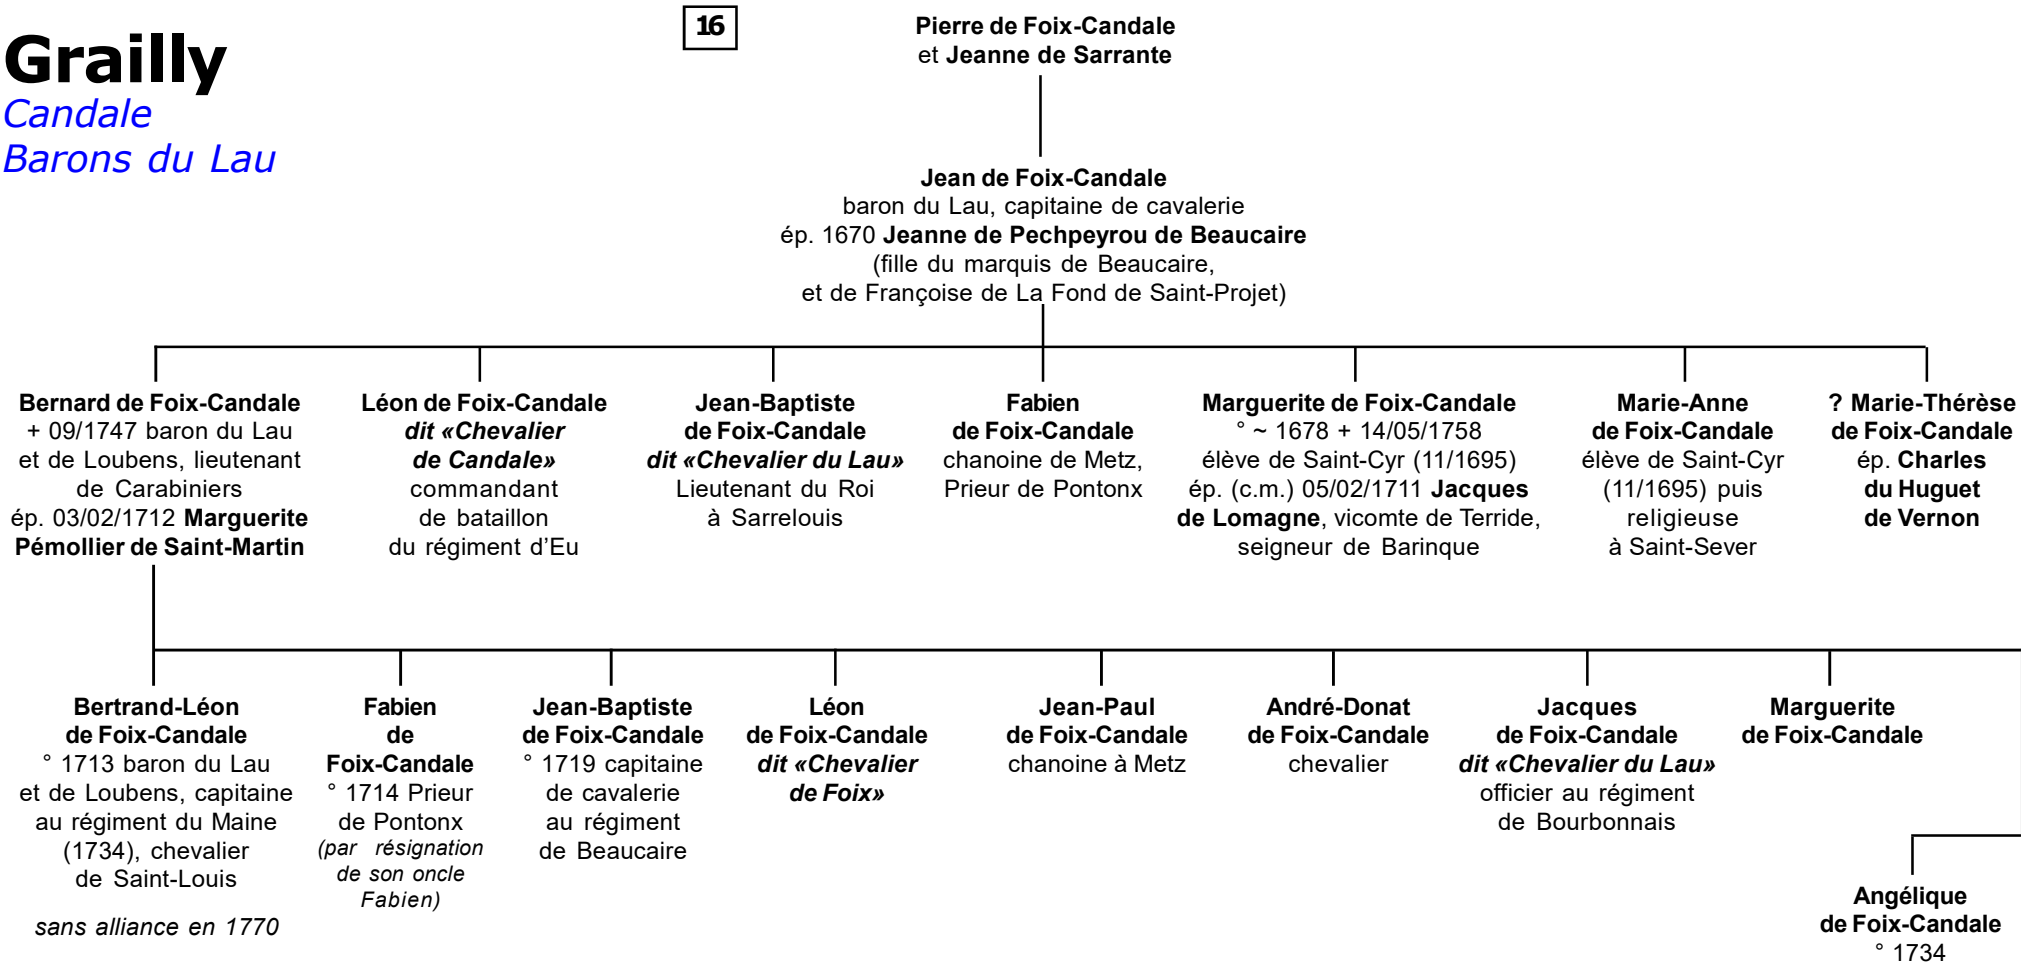 Grailly
Candale
Barons du Lau
16
Pierre de Foix-Candale
et Jeanne de Sarrante
Jean de Foix-Candale
baron du Lau, capitaine de cavalerie
ép. 1670 Jeanne de Pechpeyrou de Beaucaire
(fille du marquis de Beaucaire,
et de Françoise de La Fond de Saint-Projet)
Bernard de Foix-Candale
+ 09/1747 baron du Lau
et de Loubens, lieutenant
de Carabiniers
ép. 03/02/1712 Marguerite
Pémollier de Saint-Martin
Léon de Foix-Candale
dit «Chevalier
de Candale»
commandant
de bataillon
du régiment d'Eu
Jean-Baptiste
de Foix-Candale
dit «Chevalier du Lau»
Lieutenant du Roi
à Sarrelouis
Fabien
de Foix-Candale
chanoine de Metz,
Prieur de Pontonx
Marguerite de Foix-Candale
° ~ 1678 + 14/05/1758
élève de Saint-Cyr (11/1695)
ép. (c.m.) 05/02/1711 Jacques
de Lomagne, vicomte de Terride,
seigneur de Barinque
Marie-Anne
de Foix-Candale
élève de Saint-Cyr
(11/1695) puis
religieuse
à Saint-Sever
? Marie-Thérèse
de Foix-Candale
ép. Charles
du Huguet
de Vernon
Bertrand-Léon
de Foix-Candale
° 1713 baron du Lau
et de Loubens, capitaine
au régiment du Maine
(1734), chevalier
de Saint-Louis
sans alliance en 1770
Fabien
de
Foix-Candale
° 1714 Prieur
de Pontonx
(par résignation
de son oncle
Fabien)
Jean-Baptiste
de Foix-Candale
° 1719 capitaine
de cavalerie
au régiment
de Beaucaire
Léon
de Foix-Candale
dit «Chevalier
de Foix»
Jean-Paul
de Foix-Candale
chanoine à Metz
André-Donat
de Foix-Candale
chevalier
Jacques
de Foix-Candale
dit «Chevalier du Lau»
officier au régiment
de Bourbonnais
Marguerite
de Foix-Candale
Angélique
de Foix-Candale
° 1734